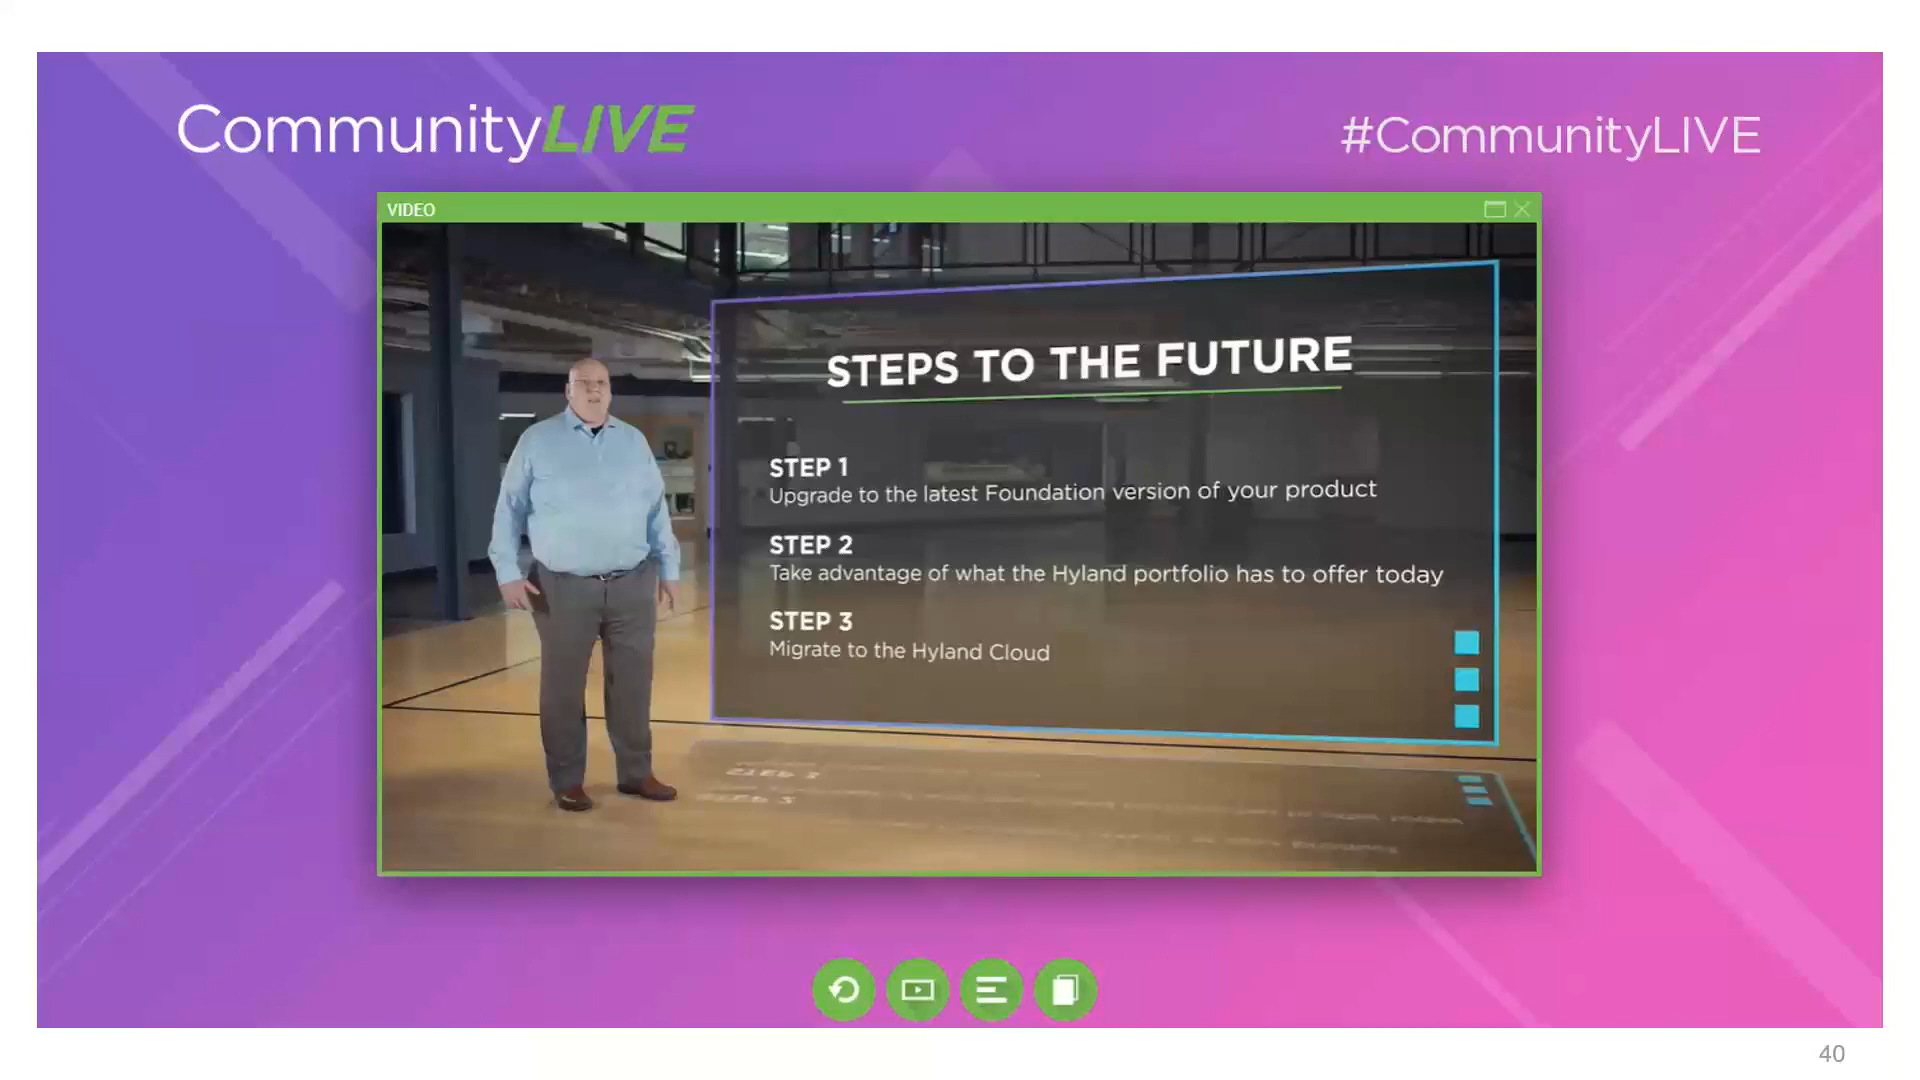 CommunityLIVE
#CommunityLIVE
VIDEO
STEPS TO THE FUTURE
STEP 1
Upgrade to the latest Foundation version of your product
STEP 2
Take advantage of what the Hyland portfolio has to offer today
STEP 3
Migrate to the Hyland Cloud
40